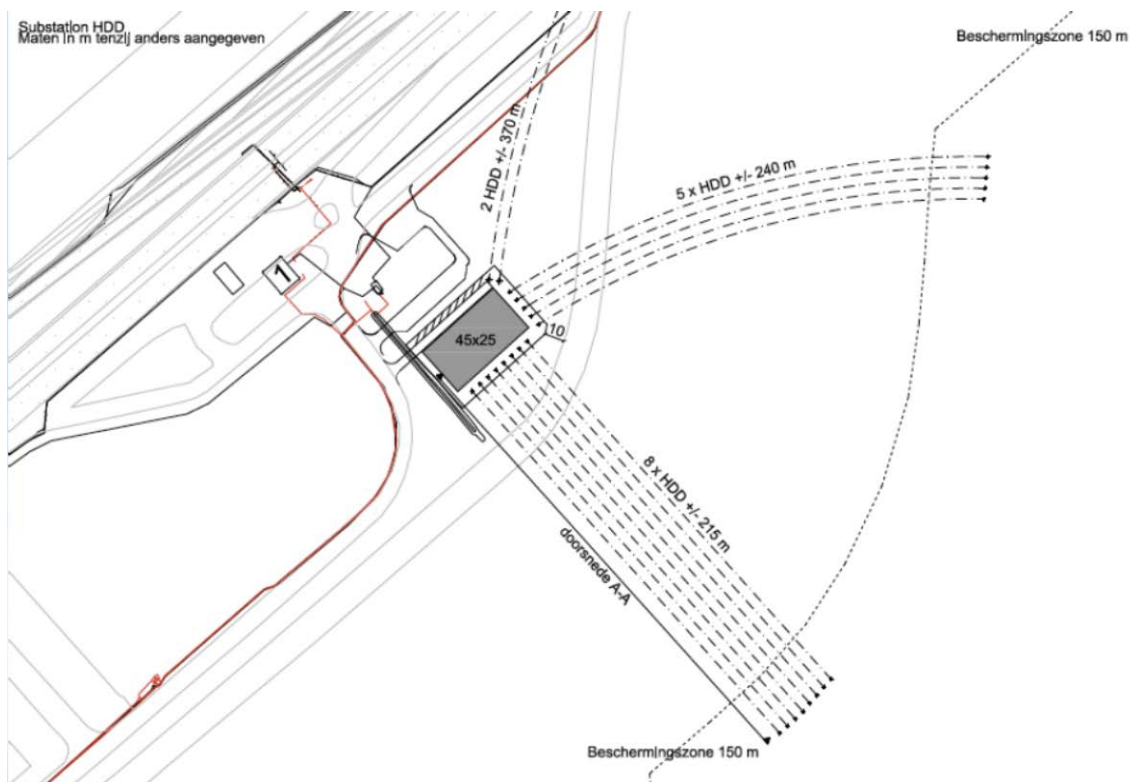 Substation HDD
Maten in m tenzij anders aangegeven
Beschermingszone 150 m
2 HDD +/- 370 m
5 x HDD +/- 240 m
1
45x25
10
8 x HDD +/- 215 m
doorsnede A-A
Beschermingszone 150 m